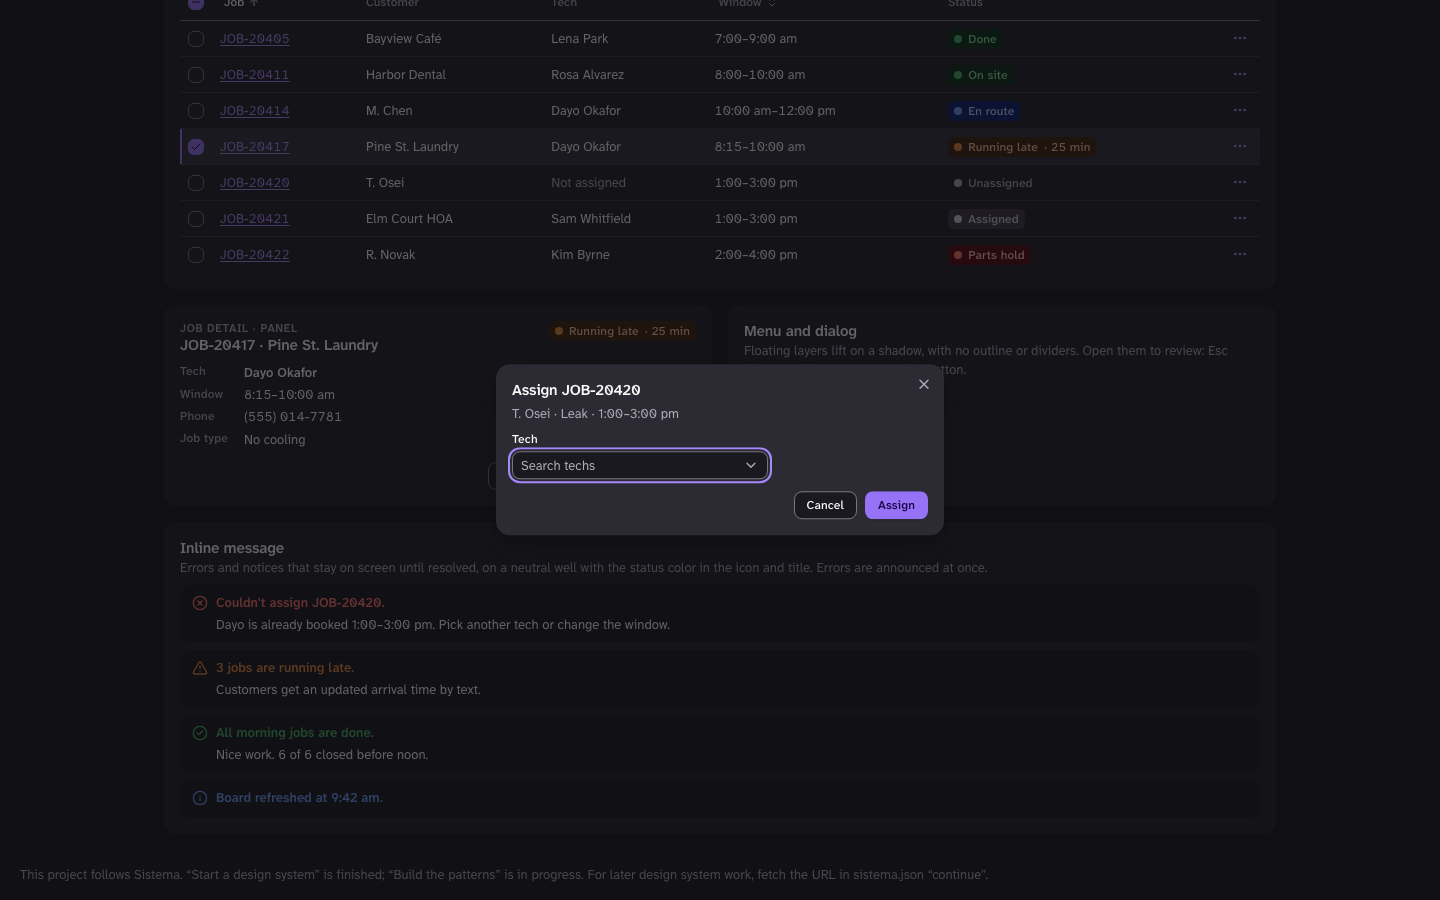 Job ↑ Customer Tech Window Status
JOB-20405 Bayview Café Lena Park 7:00–9:00 am Done
JOB-20411 Harbor Dental Rosa Alvarez 8:00–10:00 am On site
JOB-20414 M. Chen Dayo Okafor 10:00 am–12:00 pm En route
JOB-20417 Pine St. Laundry Dayo Okafor 8:15–10:00 am Running late · 25 min
JOB-20420 T. Osei Not assigned 1:00–3:00 pm Unassigned
JOB-20421 Elm Court HOA Sam Whitfield 1:00–3:00 pm Assigned
JOB-20422 R. Novak Kim Byrne 2:00–4:00 pm Parts hold
JOB DETAIL · PANEL
Running late · 25 min
JOB-20417 · Pine St. Laundry
Tech Dayo Okafor
Window 8:15–10:00 am
Phone (555) 014-7781
Job type No cooling
Menu and dialog
Floating layers lift on a shadow, with no outline or dividers. Open them to review: Esc
tton.
Assign JOB-20420
T. Osei · Leak · 1:00–3:00 pm
Tech
Search techs
Cancel Assign
Inline message
Errors and notices that stay on screen until resolved, on a neutral well with the status color in the icon and title. Errors are announced at once.
Couldn't assign JOB-20420.
Dayo is already booked 1:00–3:00 pm. Pick another tech or change the window.
3 jobs are running late.
Customers get an updated arrival time by text.
All morning jobs are done.
Nice work. 6 of 6 closed before noon.
Board refreshed at 9:42 am.
This project follows Sistema. “Start a design system” is finished; “Build the patterns” is in progress. For later design system work, fetch the URL in sistema.json “continue”.